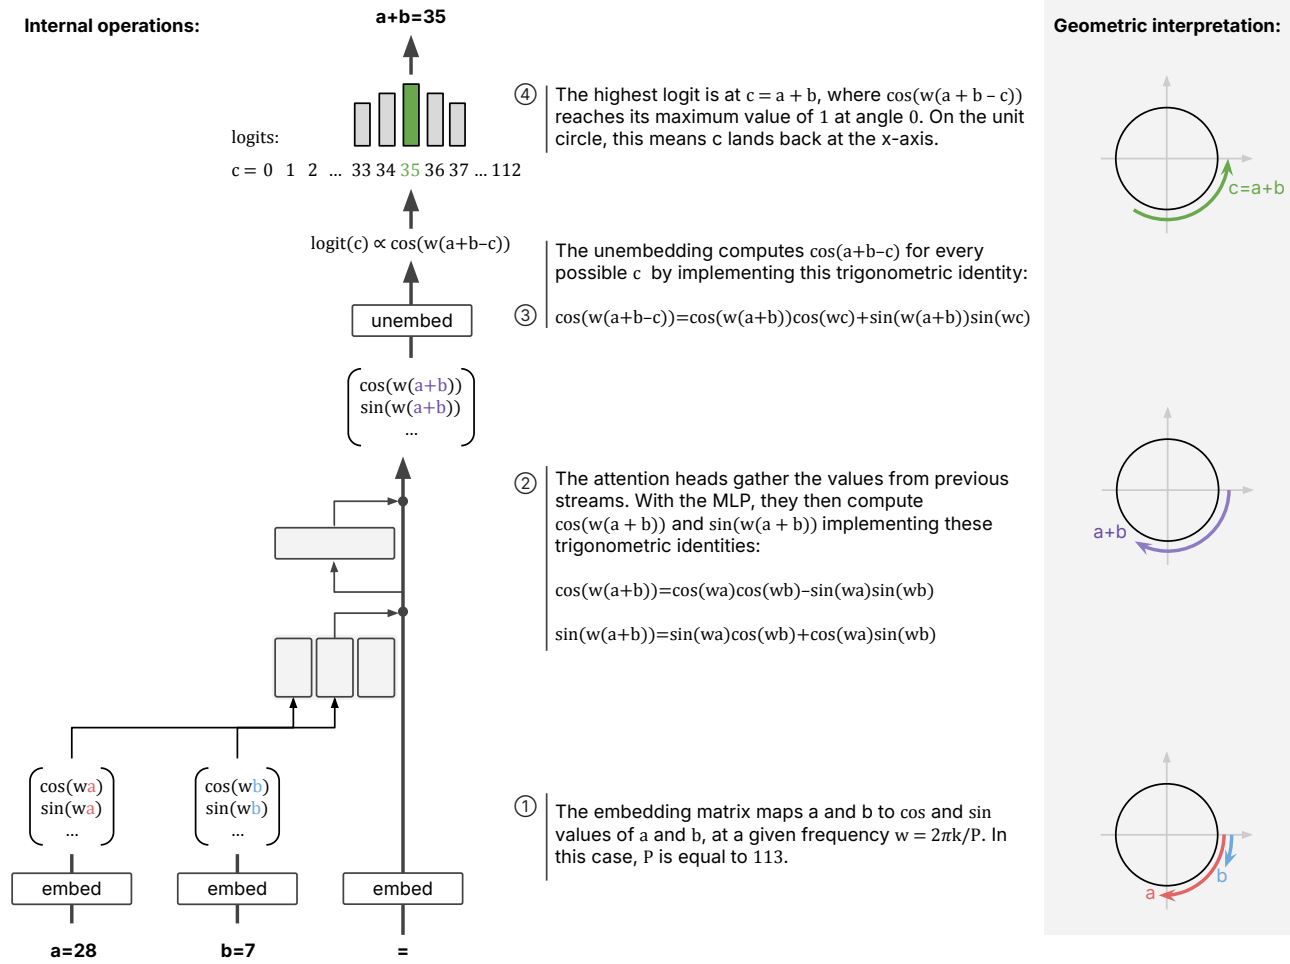 Internal operations:
a+b=35
Geometric interpretation:
④ The highest logit is at c = a + b, where cos(w(a + b – c))
reaches its maximum value of 1 at angle 0. On the unit
circle, this means c lands back at the x-axis.
logits:
c = 0 1 2 ... 33 34 35 36 37 ... 112
c=a+b
logit(c) ∝ cos(w(a+b–c))
The unembedding computes cos(a+b–c) for every
possible c by implementing this trigonometric identity:
③ cos(w(a+b–c))=cos(w(a+b))cos(wc)+sin(w(a+b))sin(wc)
unembed
cos(w(a+b))
sin(w(a+b))
...
② The attention heads gather the values from previous
streams. With the MLP, they then compute
cos(w(a + b)) and sin(w(a + b)) implementing these
trigonometric identities:
cos(w(a+b))=cos(wa)cos(wb)–sin(wa)sin(wb)
sin(w(a+b))=sin(wa)cos(wb)+cos(wa)sin(wb)
a+b
cos(wa)
sin(wa)
...
cos(wb)
sin(wb)
...
① The embedding matrix maps a and b to cos and sin
values of a and b, at a given frequency w = 2πk/P. In
this case, P is equal to 113.
a
b
embed
embed
embed
a=28
b=7
=